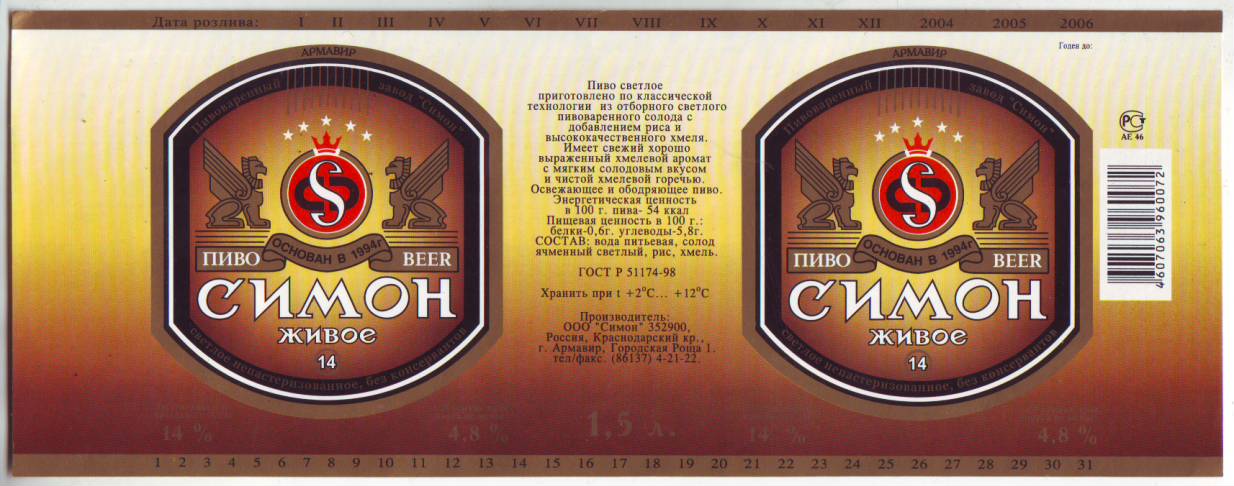 Дата розлива: I II III IV V VI VII VIII IX X XI XII 2004 2005 2006
АРМАВИР
Пивоваренный завод "Симон"
ОСНОВАН В 1994г
ПИВО BEER
СИМОН
живое
14
светлое непастеризованное, без консервантов
14 %
4,8 %
Пиво светлое
приготовлено по классической
технологии из отборного светлого
пивоваренного солода с
добавлением риса и
высококачественного хмеля.
Имеет свежий хорошо
выраженный хмелевой аромат
с мягким солодовым вкусом
и чистой хмелевой горечью.
Освежающее и ободряющее пиво.
Энергетическая ценность
в 100 г. пива- 54 ккал
Пищевая ценность в 100 г.:
белки-0,6г. углеводы-5,8г.
СОСТАВ: вода питьевая, солод
ячменный светлый, рис, хмель.
ГОСТ Р 51174-98
Хранить при t +2°C... +12°C
Производитель:
ООО "Симон" 352900,
Россия, Краснодарский кр.,
г. Армавир, Городская Роща 1.
тел/факс. (86137) 4-21-22.
1,5 л.
АРМАВИР
Пивоваренный завод "Симон"
ОСНОВАН В 1994г
ПИВО BEER
СИМОН
живое
14
светлое непастеризованное, без консервантов
14 %
4,8 %
Годен до:
РСТ
АЕ 46
4607063960072
1 2 3 4 5 6 7 8 9 10 11 12 13 14 15 16 17 18 19 20 21 22 23 24 25 26 27 28 29 30 31